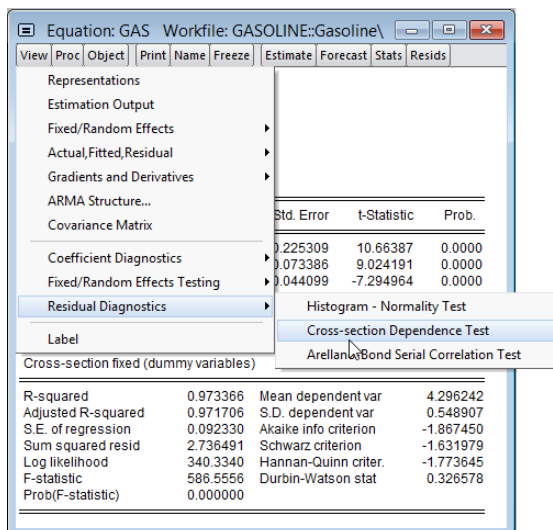 Equation: GAS Workfile: GASOLINE::Gasoline\
View Proc Object Print Name Freeze Estimate Forecast Stats Resids
Representations
Estimation Output
Fixed/Random Effects
Actual,Fitted,Residual
Gradients and Derivatives
ARMA Structure...
Covariance Matrix
Std. Error t-Statistic Prob.
0.225309 10.66387 0.0000
Coefficient Diagnostics 0.073386 9.024191 0.0000
Fixed/Random Effects Testing 0.044099 -7.294964 0.0000
Residual Diagnostics
Histogram - Normality Test
Cross-section Dependence Test
Arellano-Bond Serial Correlation Test
Label
Cross-section fixed (dummy variables)
R-squared 0.973366 Mean dependent var 4.296242
Adjusted R-squared 0.971706 S.D. dependent var 0.548907
S.E. of regression 0.092330 Akaike info criterion -1.867450
Sum squared resid 2.736491 Schwarz criterion -1.631979
Log likelihood 340.3340 Hannan-Quinn criter. -1.773645
F-statistic 586.5556 Durbin-Watson stat 0.326578
Prob(F-statistic) 0.000000